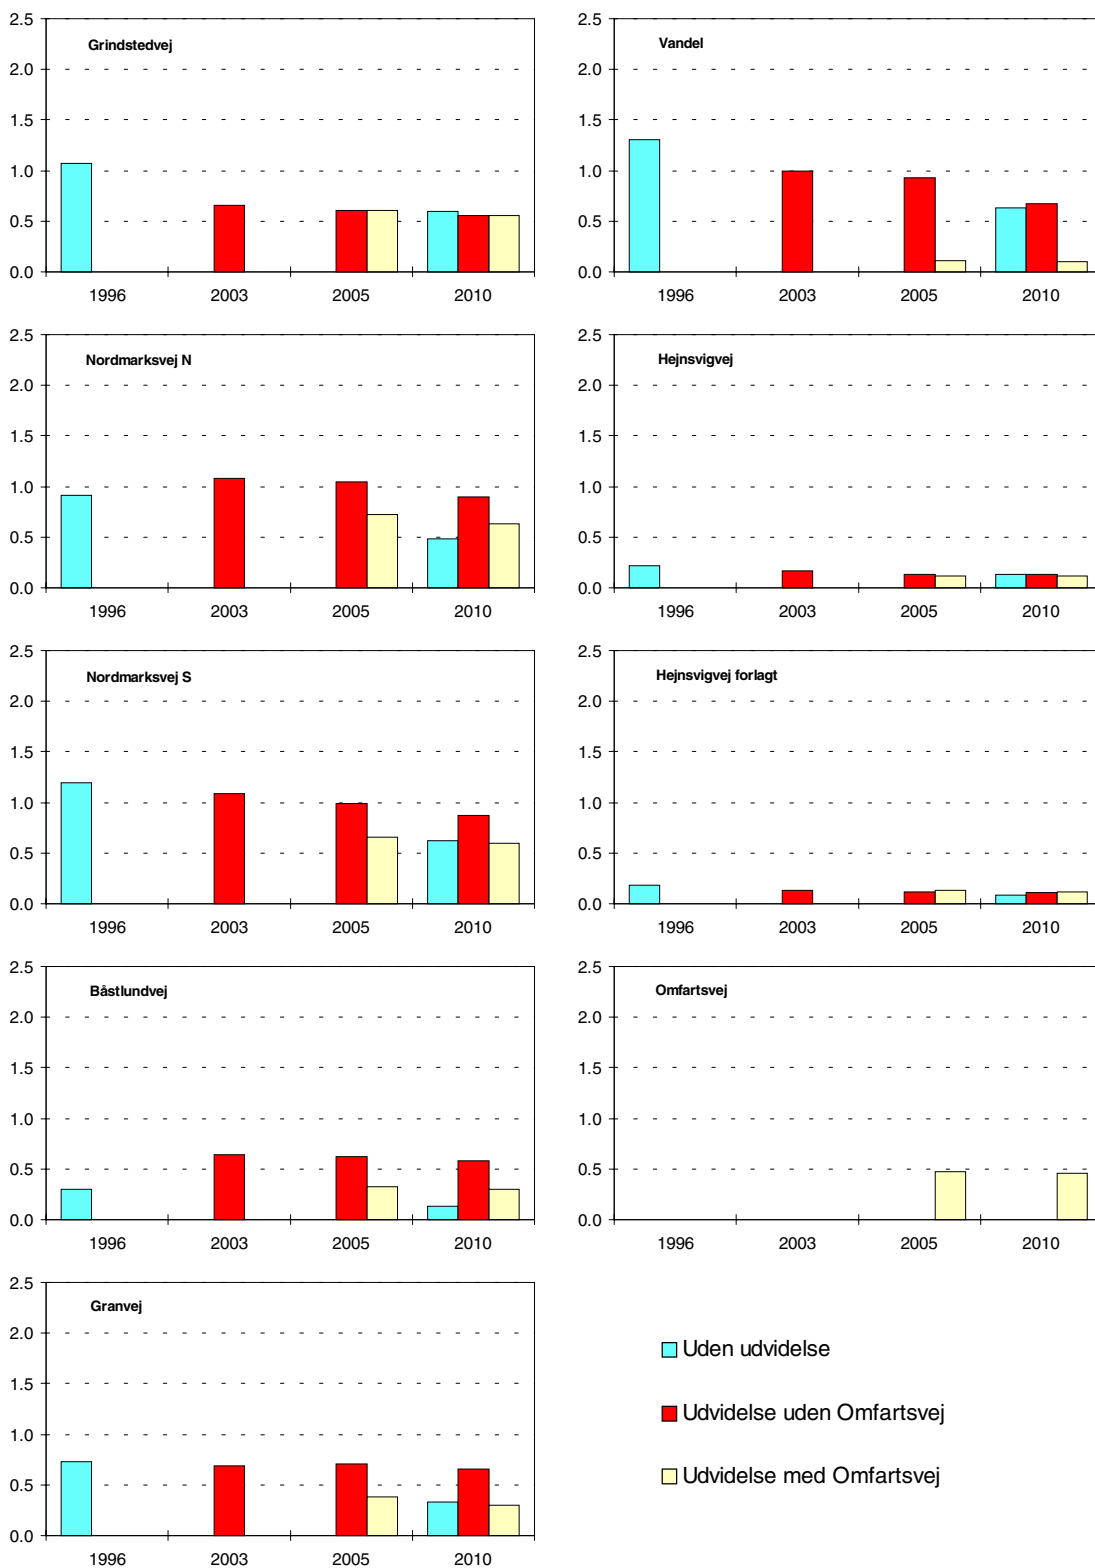 Grindstedvej
2.5
2.0
1.5
1.0
0.5
0.0
1996 2003 2005 2010
Vandel
2.5
2.0
1.5
1.0
0.5
0.0
1996 2003 2005 2010
Nordmarksvej N
2.5
2.0
1.5
1.0
0.5
0.0
1996 2003 2005 2010
Hejnsvigvej
2.5
2.0
1.5
1.0
0.5
0.0
1996 2003 2005 2010
Nordmarksvej S
2.5
2.0
1.5
1.0
0.5
0.0
1996 2003 2005 2010
Hejnsvigvej forlagt
2.5
2.0
1.5
1.0
0.5
0.0
1996 2003 2005 2010
Båstlundvej
2.5
2.0
1.5
1.0
0.5
0.0
1996 2003 2005 2010
Omfartsvej
2.5
2.0
1.5
1.0
0.5
0.0
1996 2003 2005 2010
Granvej
2.5
2.0
1.5
1.0
0.5
0.0
1996 2003 2005 2010
Uden udvidelse
Udvidelse uden Omfartsvej
Udvidelse med Omfartsvej